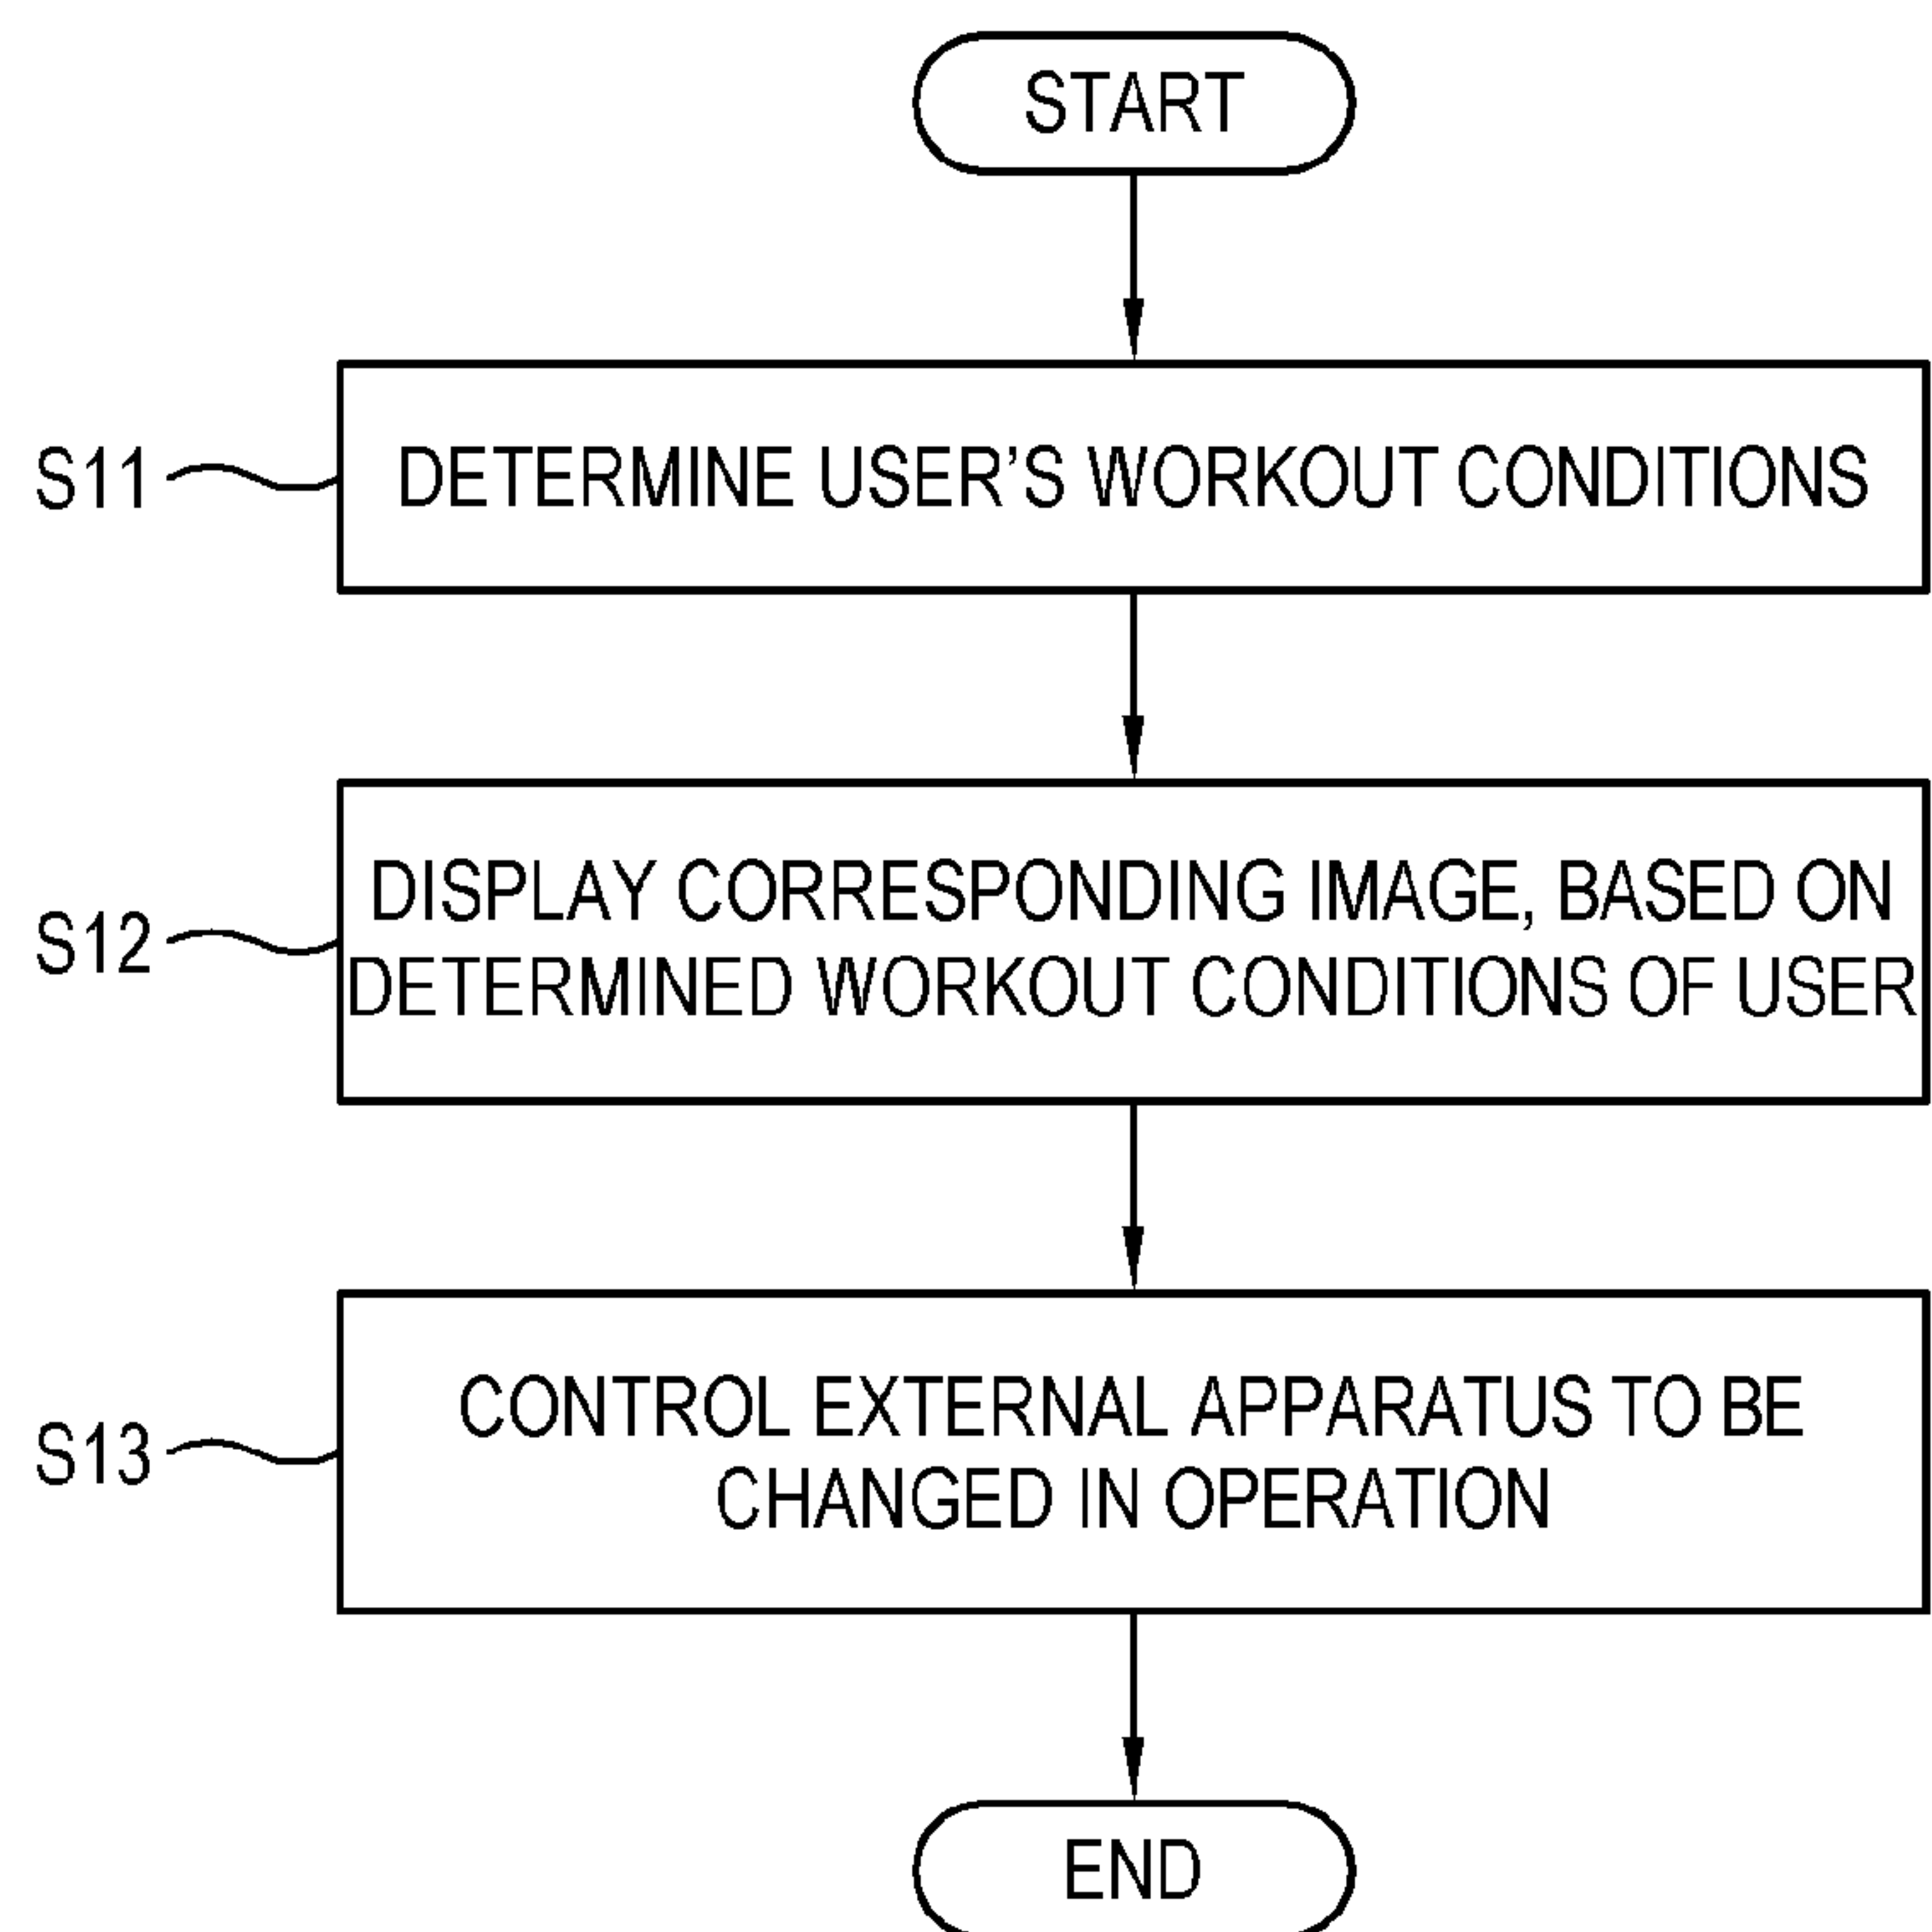 START
S11
DETERMINE USER'S WORKOUT CONDITIONS
S12
DISPLAY CORRESPONDING IMAGE, BASED ON
DETERMINED WORKOUT CONDITIONS OF USER
S13
CONTROL EXTERNAL APPARATUS TO BE
CHANGED IN OPERATION
END